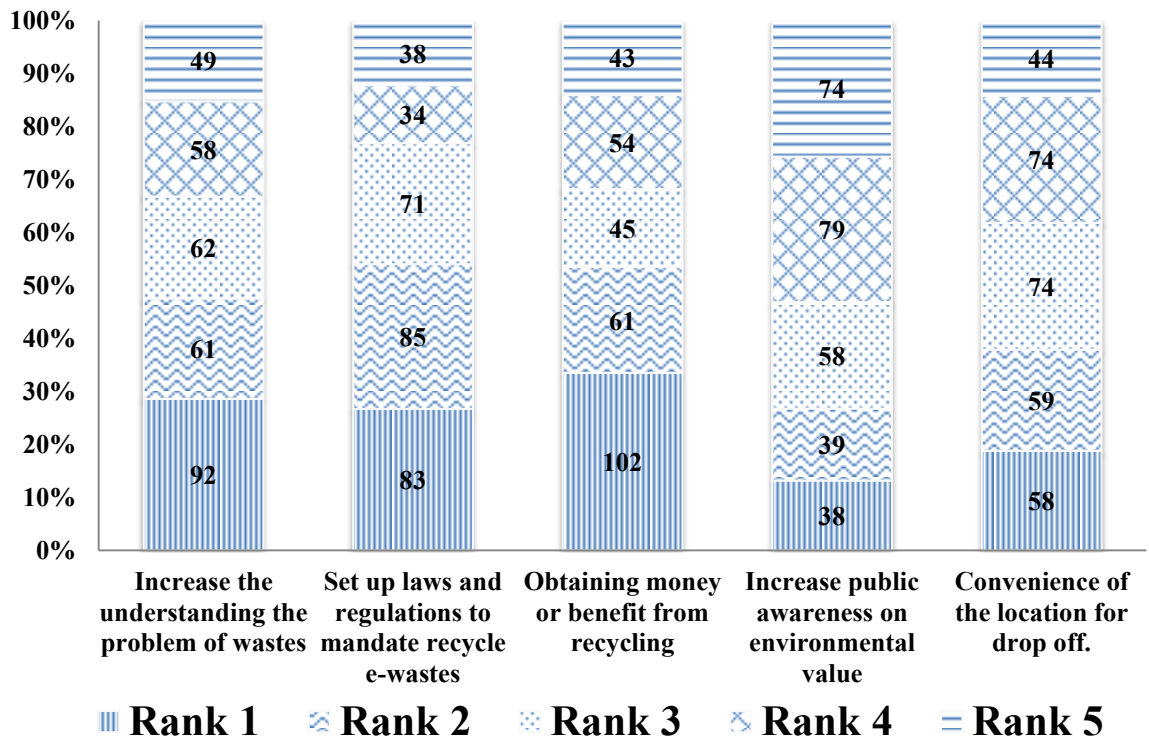 100%
90%
80%
70%
60%
50%
40%
30%
20%
10%
0%
49
58
62
61
92
38
34
71
85
83
43
54
45
61
102
74
79
58
39
38
44
74
74
59
58
Increase the
understanding the
problem of wastes
Set up laws and
regulations to
mandate recycle
e-wastes
Obtaining money
or benefit from
recycling
Increase public
awareness on
environmental
value
Convenience of
the location for
drop off.
Rank 1 Rank 2 Rank 3 Rank 4 Rank 5